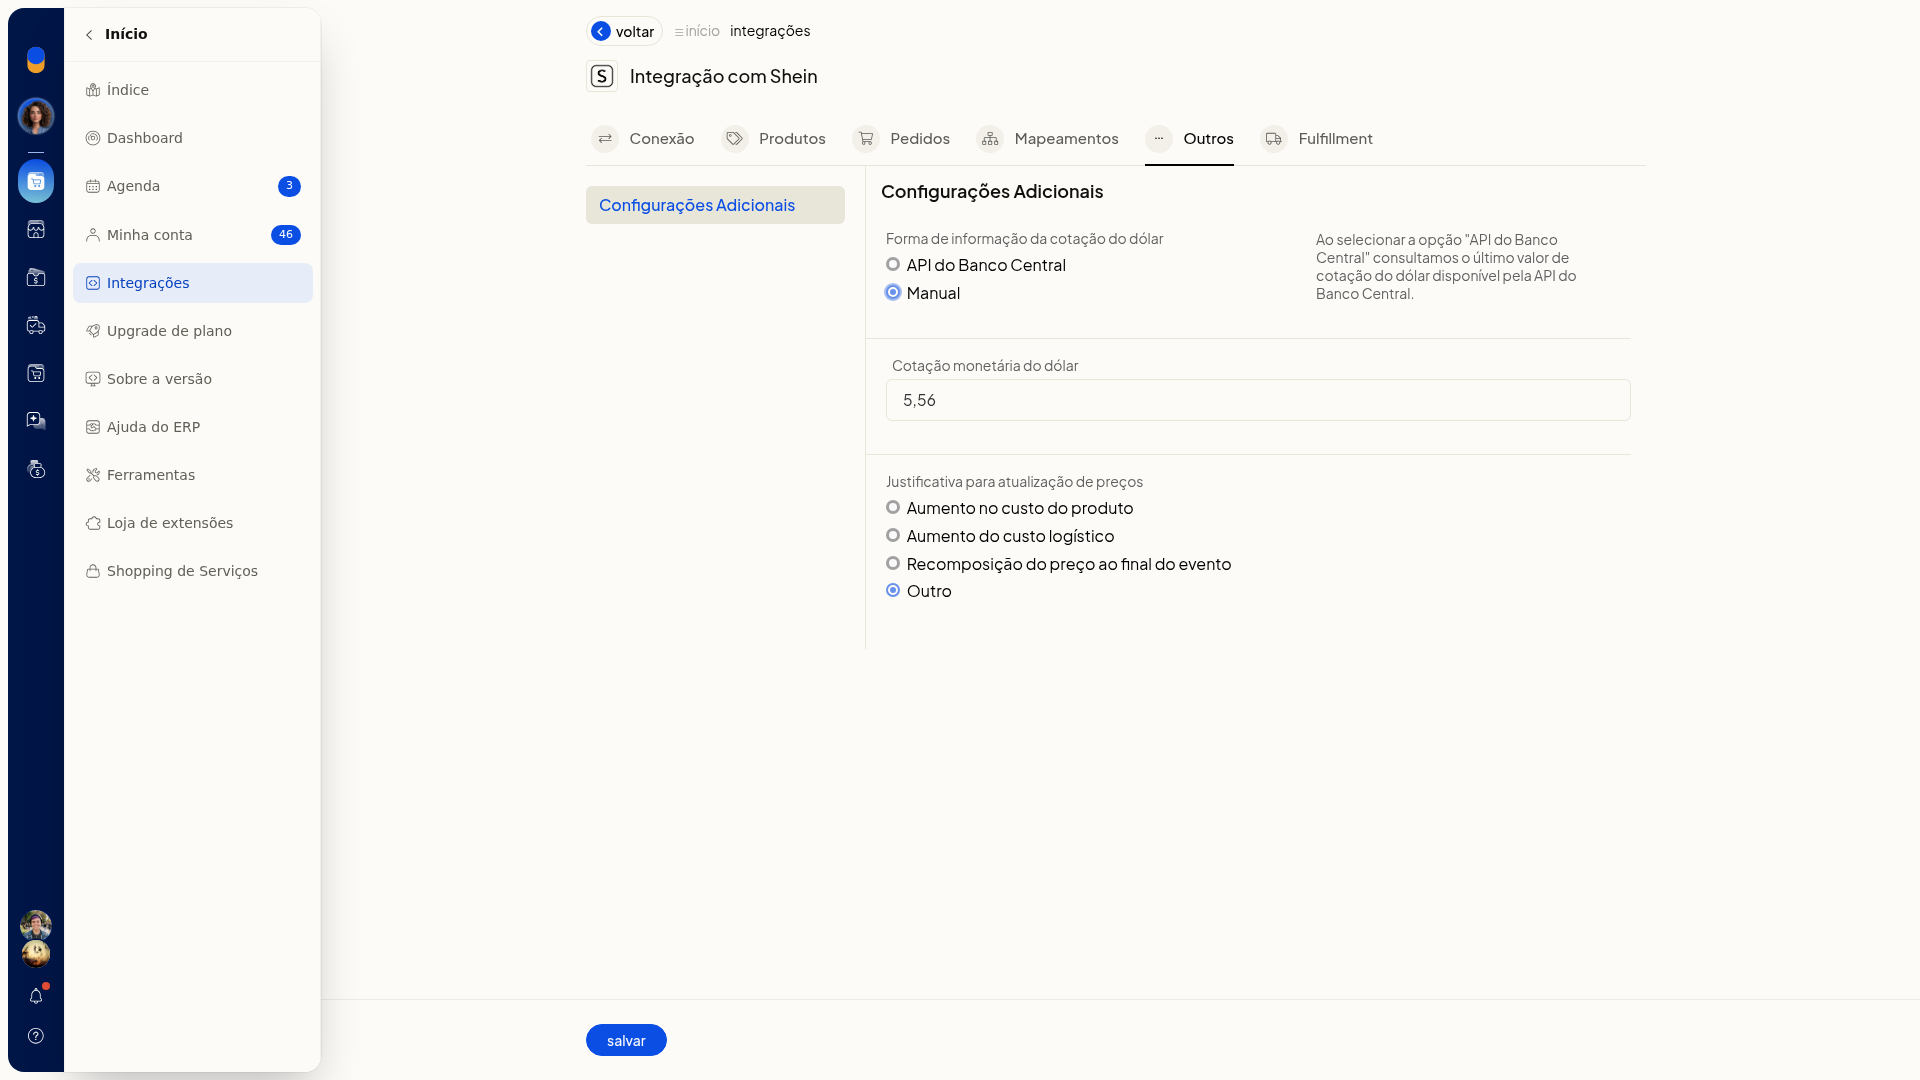 Início
Índice
Dashboard
Agenda
3
Minha conta
46
Integrações
Upgrade de plano
Sobre a versão
Ajuda do ERP
Ferramentas
Loja de extensões
Shopping de Serviços
voltar
início
integrações
S
Integração com Shein
Conexão
Produtos
Pedidos
Mapeamentos
Outros
Fulfillment
Configurações Adicionais
Configurações Adicionais
Forma de informação da cotação do dólar
API do Banco Central
Manual
Ao selecionar a opção "API do Banco
Central" consultamos o último valor de
cotação do dólar disponível pela API do
Banco Central.
Cotação monetária do dólar
5,56
Justificativa para atualização de preços
Aumento no custo do produto
Aumento do custo logístico
Recomposição do preço ao final do evento
Outro
salvar